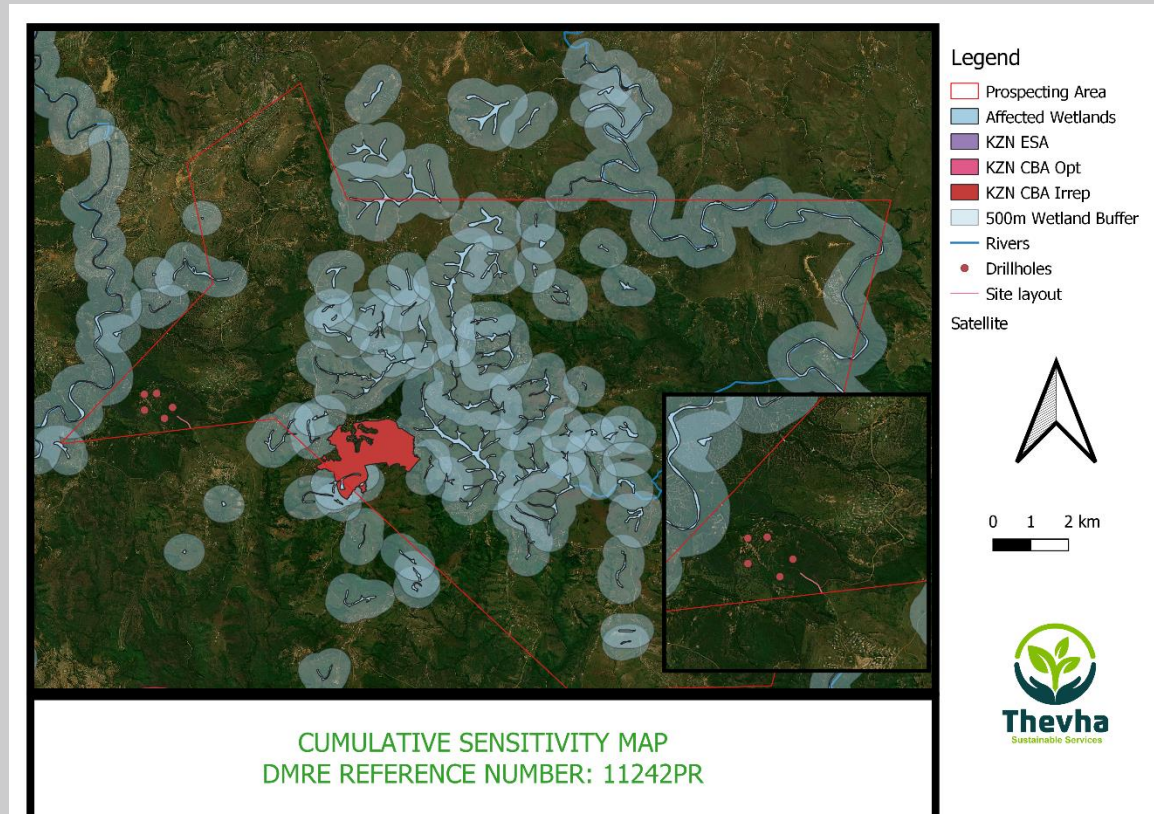 Legend
Prospecting Area
Affected Wetlands
KZN ESA
KZN CBA Opt
KZN CBA Irrep
500m Wetland Buffer
Rivers
Drillholes
Site layout
Satellite
0 1 2 km
Thevha
Sustainable Services
CUMULATIVE SENSITIVITY MAP
DMRE REFERENCE NUMBER: 11242PR